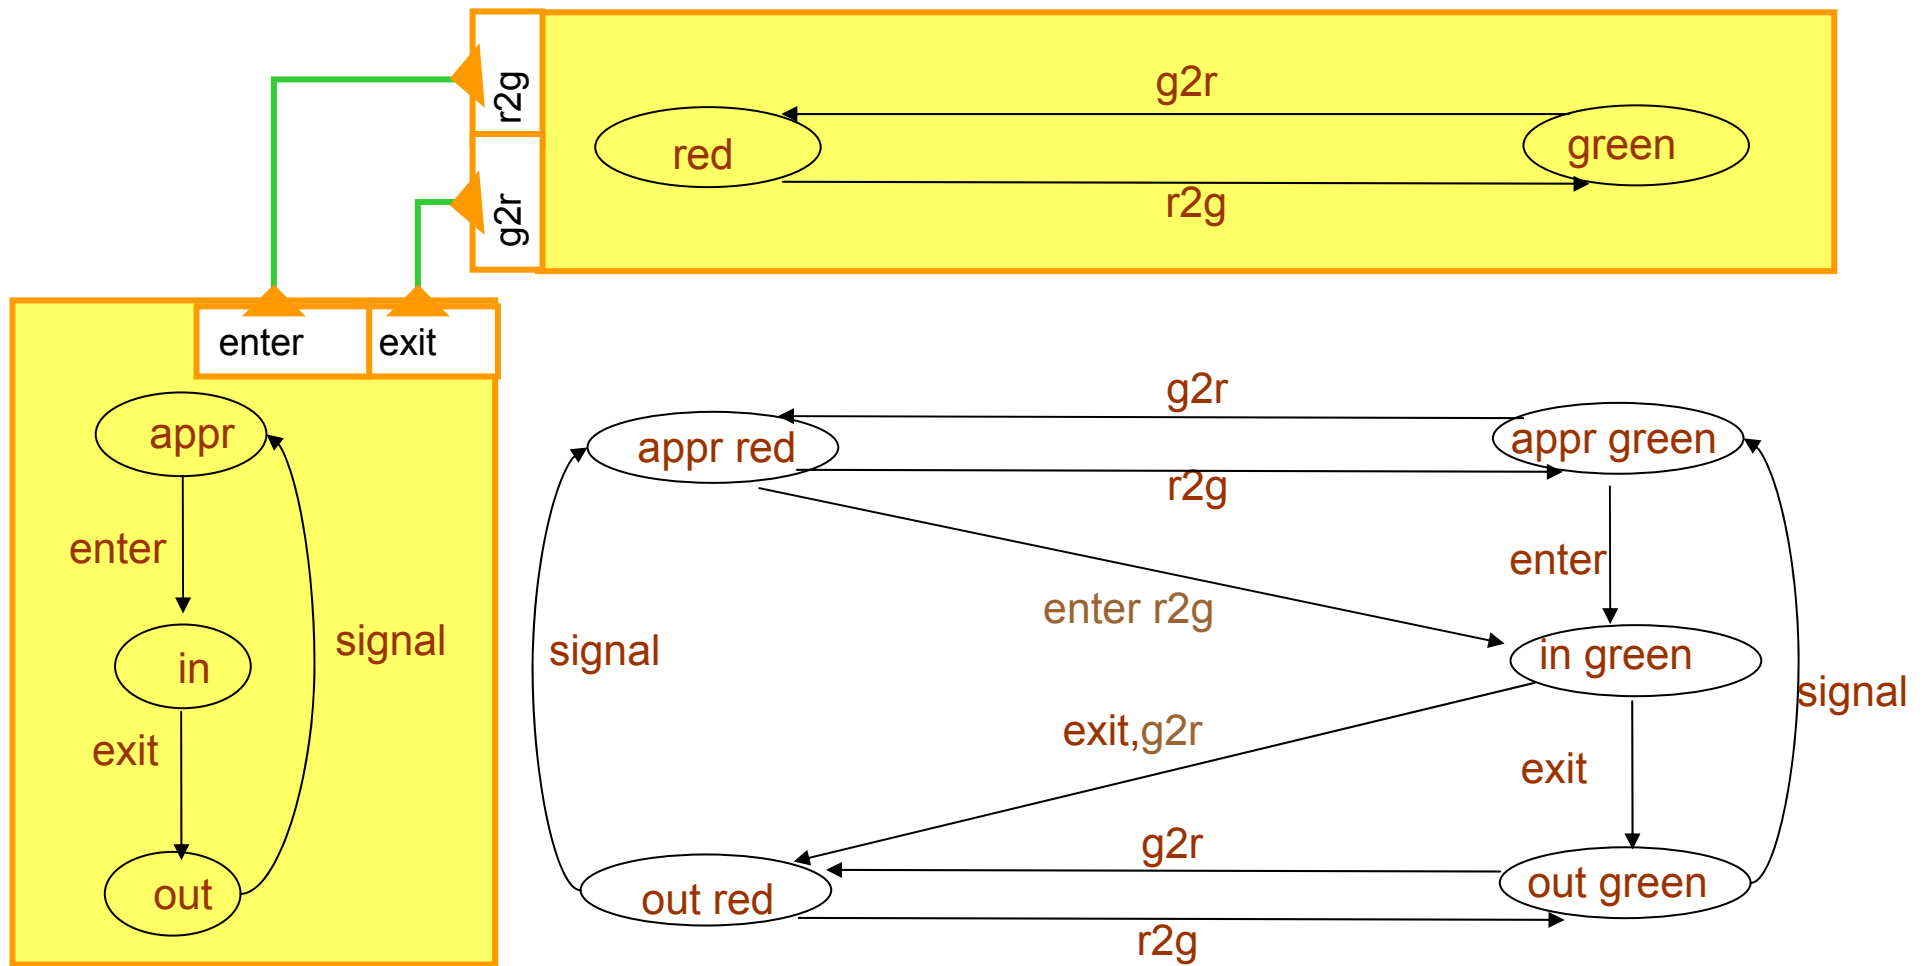 r2g
g2r
g2r
red
green
r2g
enter
exit
appr
enter
in
signal
exit
out
g2r
appr red
appr green
r2g
enter
enter r2g
signal
in green
signal
exit,g2r
exit
g2r
out red
out green
r2g